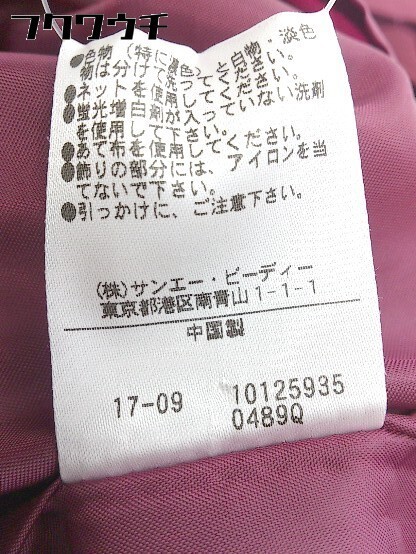 フクウクチ
●色物（特に濃色）と白物・淡色
物は分けて洗ってください。
●ネットを使用してください。
●蛍光増白剤が入っていない洗剤
を使用して下さい。
●あて布を使用してください。
●飾りの部分には、アイロンを当
てないで下さい。
●引っかけに、ご注意下さい。
(株)サンエー・ビーディー
東京都港区南青山1-1-1
中国製
17-09 10125935
0489Q